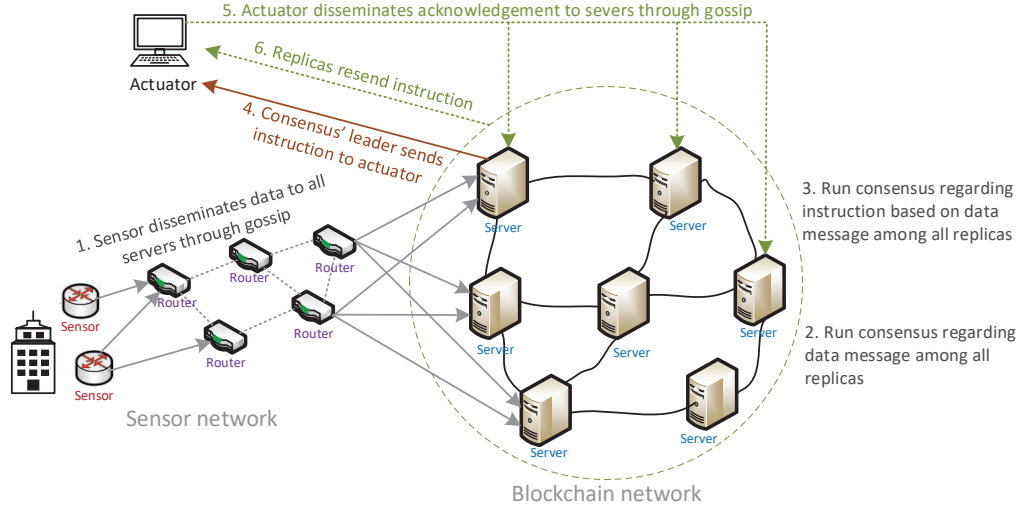 5. Actuator disseminates acknowledgement to severs through gossip
6. Replicas resend instruction
Actuator
4. Consensus' leader sends
instruction to actuator
1. Sensor disseminates data to all
servers through gossip
3. Run consensus regarding
instruction based on data
message among all replicas
Server
Server
Router
Router
Router
Router
Router
Sensor
Sensor
Server
Server
Server
2. Run consensus regarding
data message among all
replicas
Server
Server
Sensor network
Blockchain network